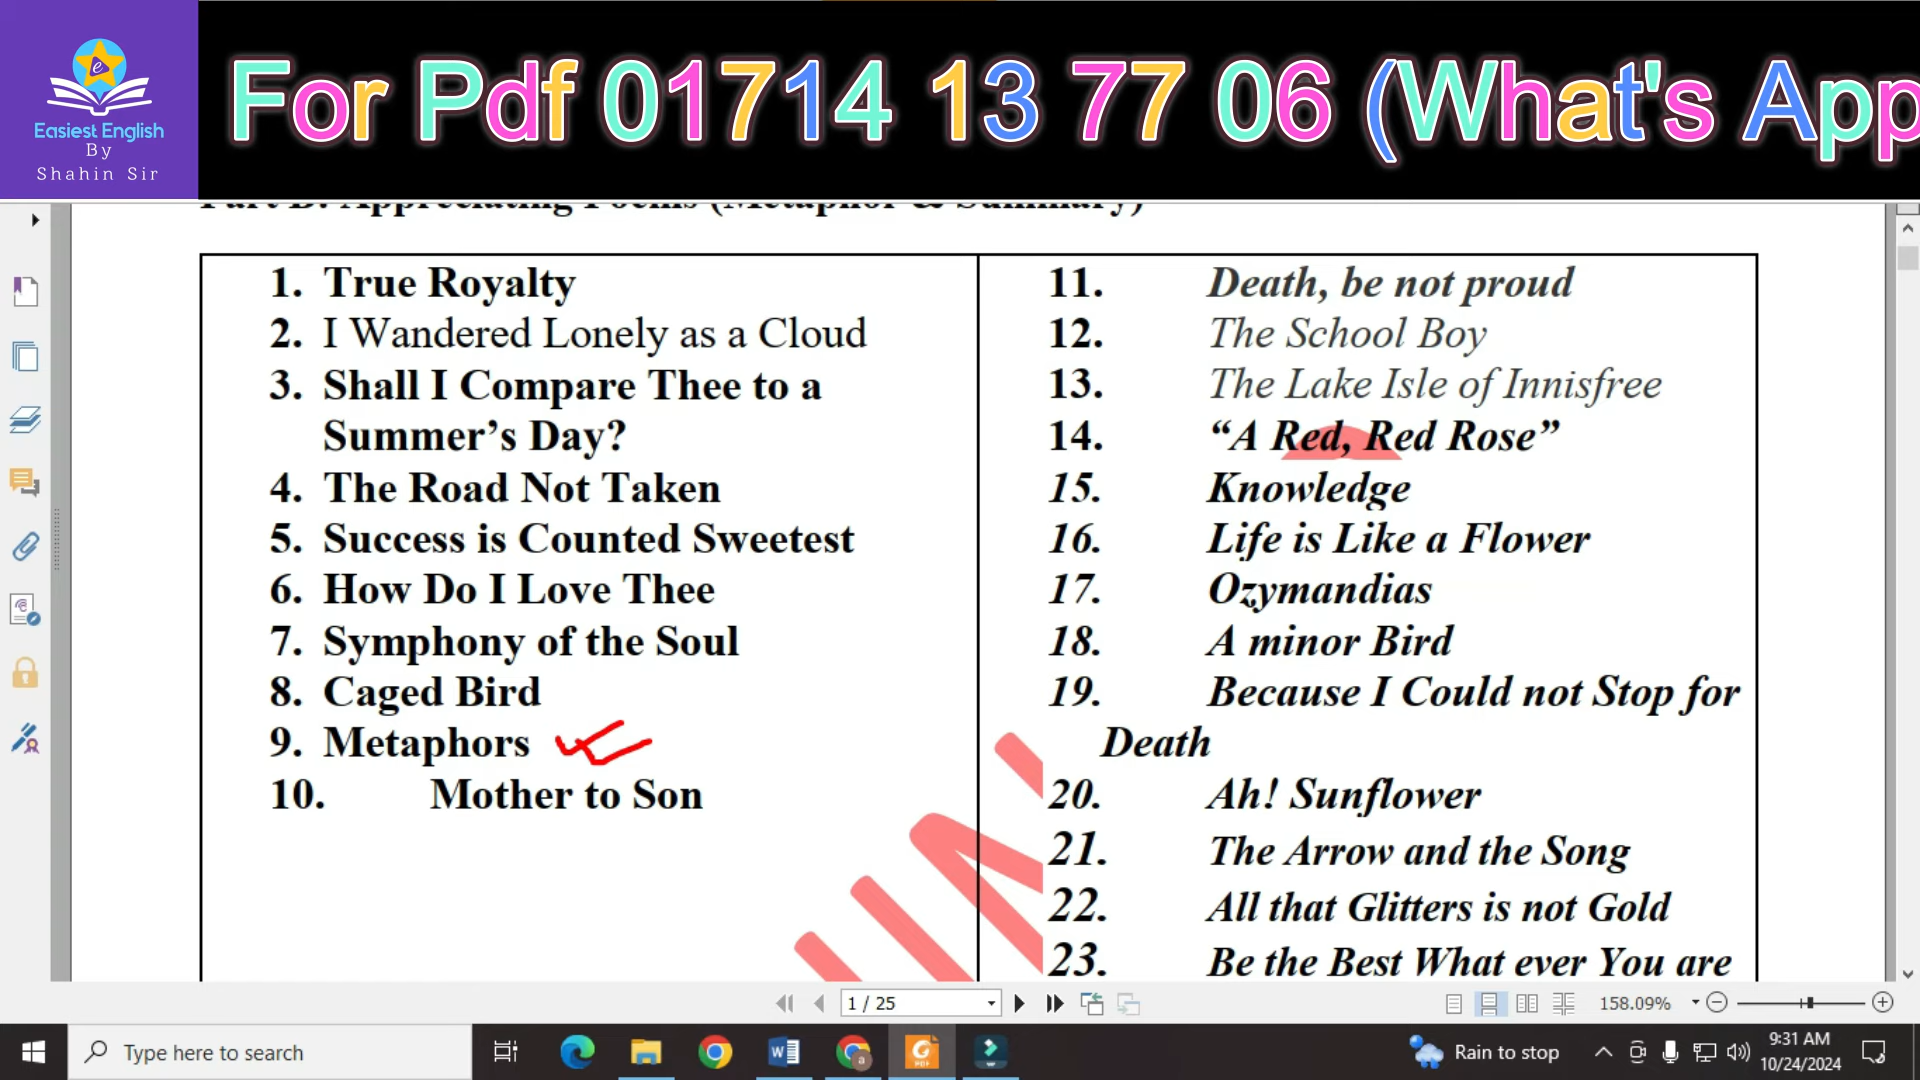 Easiest English
By
Shahin Sir
For Pdf 01714 13 77 06 (What's App
Part B: Appreciating Poems (Metaphor & Summary)
1. True Royalty
2. I Wandered Lonely as a Cloud
3. Shall I Compare Thee to a
Summer’s Day?
4. The Road Not Taken
5. Success is Counted Sweetest
6. How Do I Love Thee
7. Symphony of the Soul
8. Caged Bird
9. Metaphors
10. Mother to Son
11. Death, be not proud
12. The School Boy
13. The Lake Isle of Innisfree
14. “A Red, Red Rose”
15. Knowledge
16. Life is Like a Flower
17. Ozymandias
18. A minor Bird
19. Because I Could not Stop for
Death
20. Ah! Sunflower
21. The Arrow and the Song
22. All that Glitters is not Gold
23. Be the Best What ever You are
1 / 25
158.09%
Type here to search
Rain to stop
9:31 AM
10/24/2024